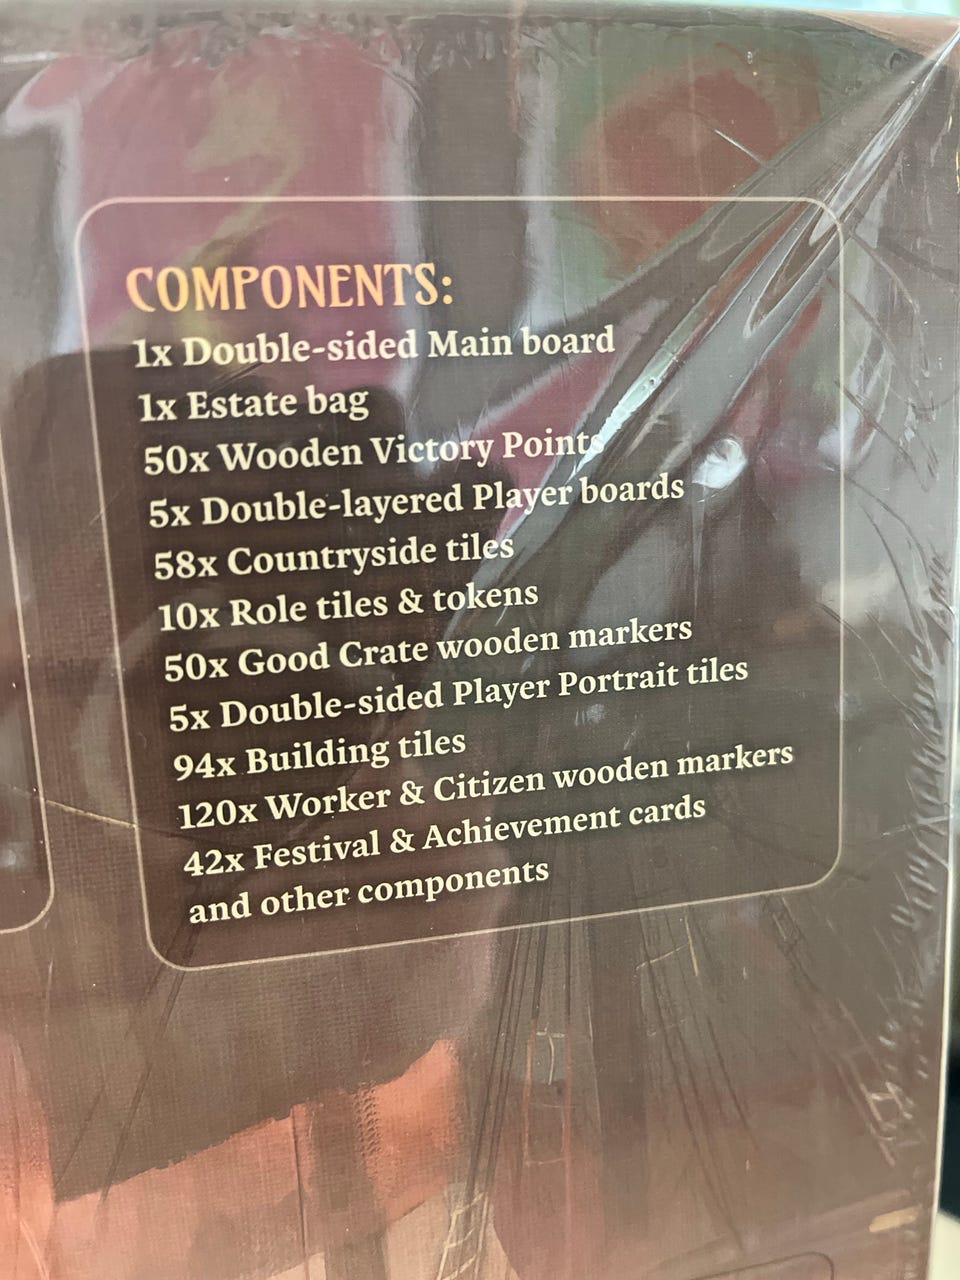 COMPONENTS:
1x Double-sided Main board
1x Estate bag
50x Wooden Victory Points
5x Double-layered Player boards
58x Countryside tiles
10x Role tiles & tokens
50x Good Crate wooden markers
5x Double-sided Player Portrait tiles
94x Building tiles
120x Worker & Citizen wooden markers
42x Festival & Achievement cards
and other components